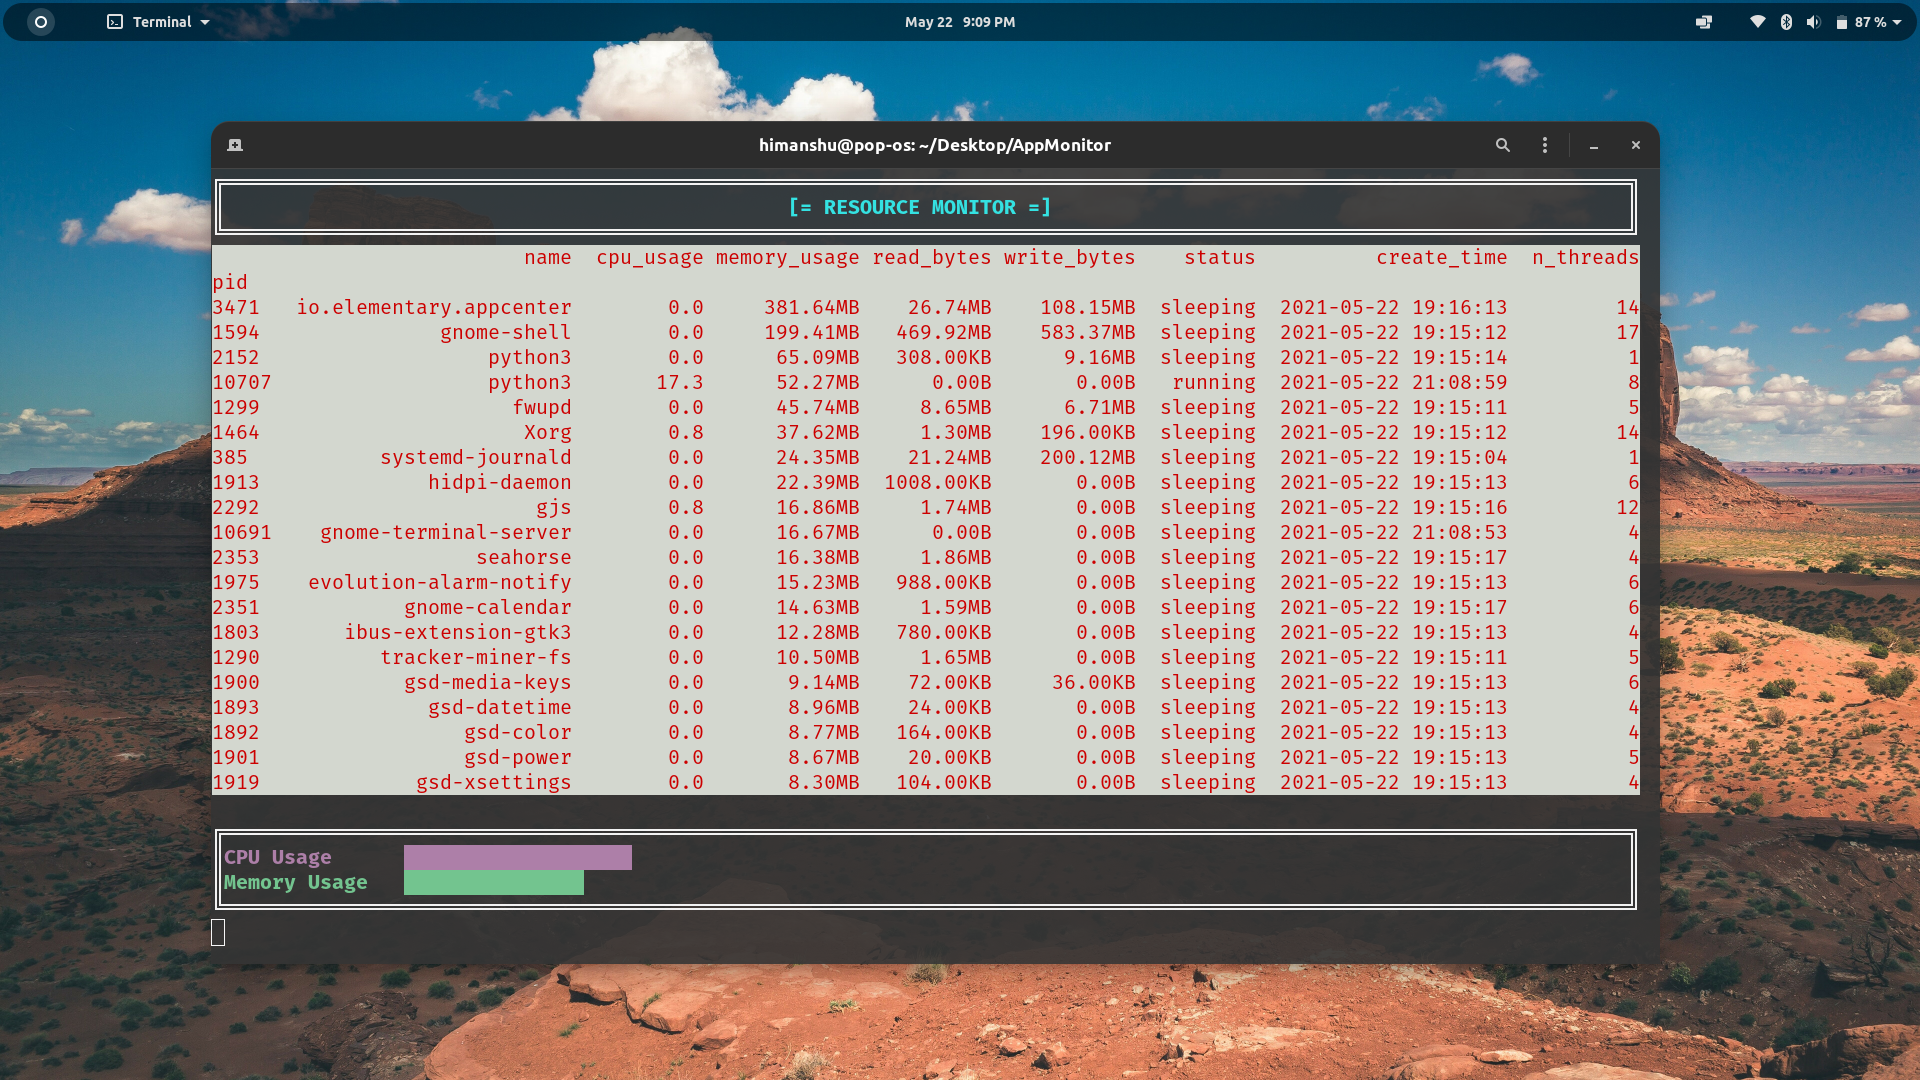 Terminal
May 22 9:09 PM
87 %
himanshu@pop-os: ~/Desktop/AppMonitor
[= RESOURCE MONITOR =]
name cpu_usage memory_usage read_bytes write_bytes status create_time n_threads
pid
3471 io.elementary.appcenter 0.0 381.64MB 26.74MB 108.15MB sleeping 2021-05-22 19:16:13 14
1594 gnome-shell 0.0 199.41MB 469.92MB 583.37MB sleeping 2021-05-22 19:15:12 17
2152 python3 0.0 65.09MB 308.00KB 9.16MB sleeping 2021-05-22 19:15:14 1
10707 python3 17.3 52.27MB 0.00B 0.00B running 2021-05-22 21:08:59 8
1299 fwupd 0.0 45.74MB 8.65MB 6.71MB sleeping 2021-05-22 19:15:11 5
1464 Xorg 0.8 37.62MB 1.30MB 196.00KB sleeping 2021-05-22 19:15:12 14
385 systemd-journald 0.0 24.35MB 21.24MB 200.12MB sleeping 2021-05-22 19:15:04 1
1913 hidpi-daemon 0.0 22.39MB 1008.00KB 0.00B sleeping 2021-05-22 19:15:13 6
2292 gjs 0.8 16.86MB 1.74MB 0.00B sleeping 2021-05-22 19:15:16 12
10691 gnome-terminal-server 0.0 16.67MB 0.00B 0.00B sleeping 2021-05-22 21:08:53 4
2353 seahorse 0.0 16.38MB 1.86MB 0.00B sleeping 2021-05-22 19:15:17 4
1975 evolution-alarm-notify 0.0 15.23MB 988.00KB 0.00B sleeping 2021-05-22 19:15:13 6
2351 gnome-calendar 0.0 14.63MB 1.59MB 0.00B sleeping 2021-05-22 19:15:17 6
1803 ibus-extension-gtk3 0.0 12.28MB 780.00KB 0.00B sleeping 2021-05-22 19:15:13 4
1290 tracker-miner-fs 0.0 10.50MB 1.65MB 0.00B sleeping 2021-05-22 19:15:11 5
1900 gsd-media-keys 0.0 9.14MB 72.00KB 36.00KB sleeping 2021-05-22 19:15:13 6
1893 gsd-datetime 0.0 8.96MB 24.00KB 0.00B sleeping 2021-05-22 19:15:13 4
1892 gsd-color 0.0 8.77MB 164.00KB 0.00B sleeping 2021-05-22 19:15:13 4
1901 gsd-power 0.0 8.67MB 20.00KB 0.00B sleeping 2021-05-22 19:15:13 5
1919 gsd-xsettings 0.0 8.30MB 104.00KB 0.00B sleeping 2021-05-22 19:15:13 4
CPU Usage
Memory Usage